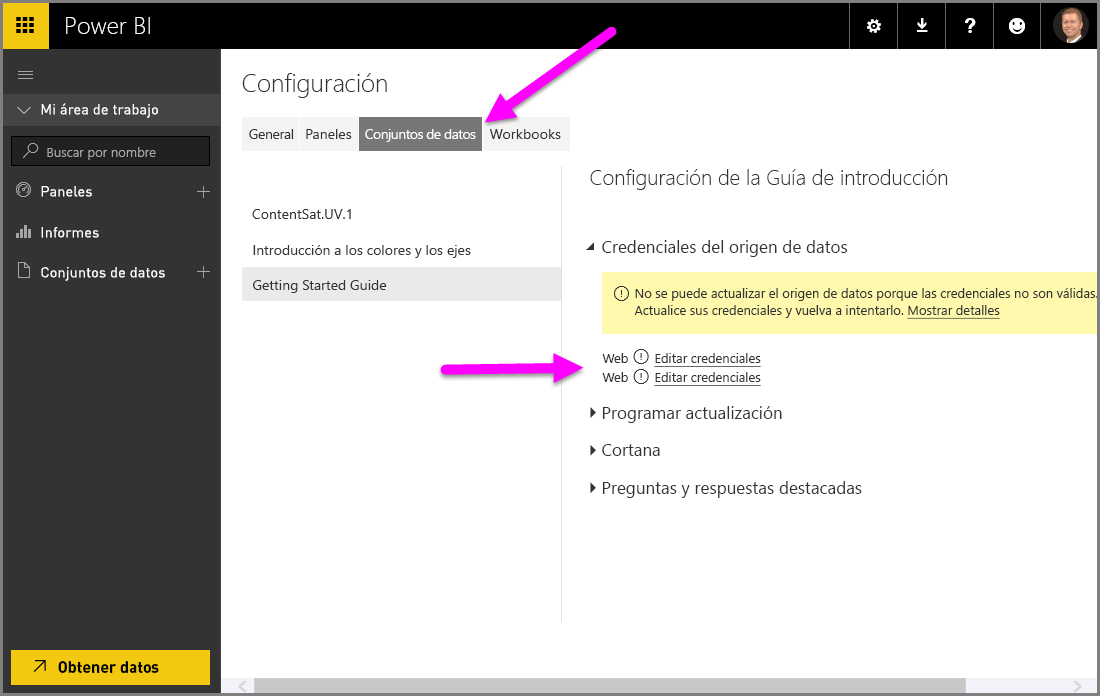 Power BI
?
Mi área de trabajo
Buscar por nombre
Paneles
Informes
Conjuntos de datos
Obtener datos
Configuración
General Paneles Conjuntos de datos Workbooks
ContentSat.UV.1
Introducción a los colores y los ejes
Getting Started Guide
Configuración de la Guía de introducción
Credenciales del origen de datos
No se puede actualizar el origen de datos porque las credenciales no son válidas.
Actualice sus credenciales y vuelva a intentarlo. Mostrar detalles
Web Editar credenciales
Web Editar credenciales
Programar actualización
Cortana
Preguntas y respuestas destacadas